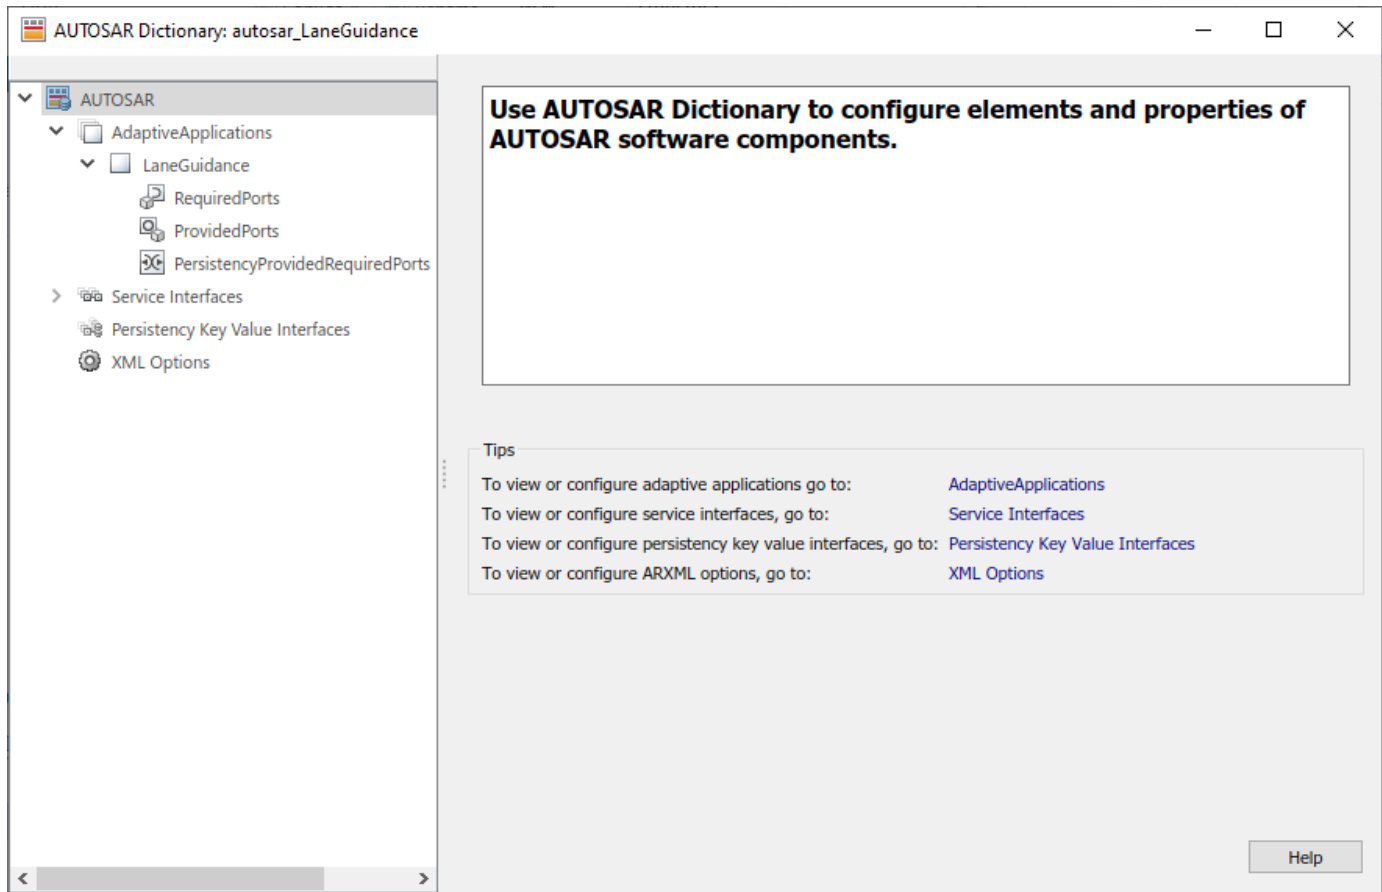 AUTOSAR Dictionary: autosar_LaneGuidance
AUTOSAR
AdaptiveApplications
LaneGuidance
RequiredPorts
ProvidedPorts
PersistencyProvidedRequiredPorts
Service Interfaces
Persistency Key Value Interfaces
XML Options
Use AUTOSAR Dictionary to configure elements and properties of
AUTOSAR software components.
Tips
To view or configure adaptive applications go to: AdaptiveApplications
To view or configure service interfaces, go to: Service Interfaces
To view or configure persistency key value interfaces, go to: Persistency Key Value Interfaces
To view or configure ARXML options, go to: XML Options
Help